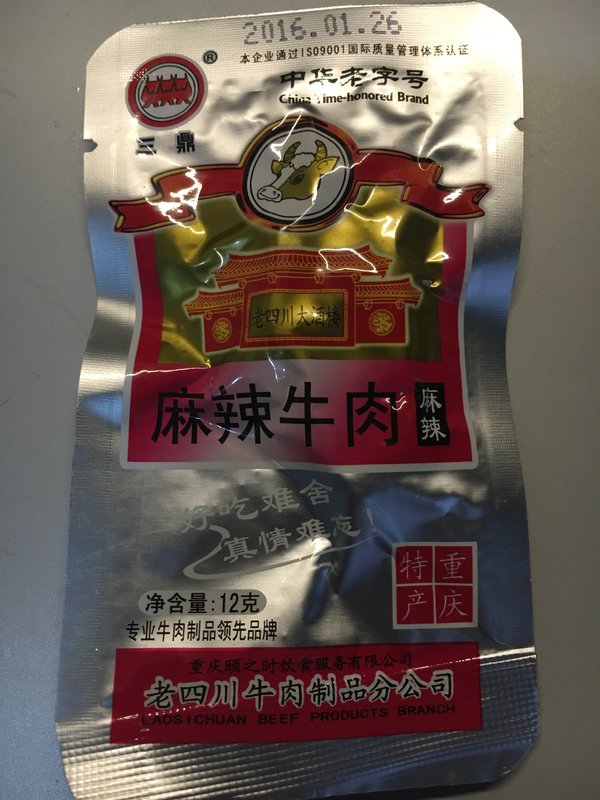 2016.01.26
本企业通过ISO9001国际质量管理体系认证
®
中华老字号
China Time-honored Brand
三鼎
老四川大酒楼
麻辣牛肉
麻辣
好吃难舍
真情难忘！
重庆
特产
净含量:12克
专业牛肉制品领先品牌
重庆颐之时饮食服务有限公司
老四川牛肉制品分公司
LAOSICHUAN BEEF PRODUCTS BRANCH